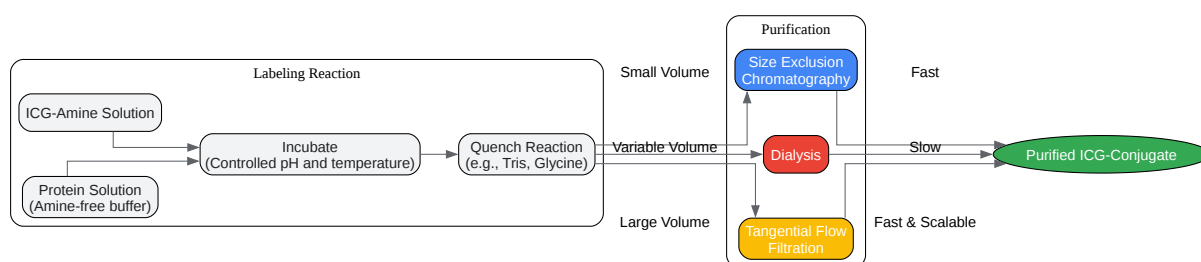 Labeling Reaction
ICG-Amine Solution
Protein Solution
(Amine-free buffer)
Incubate
(Controlled pH and temperature)
Quench Reaction
(e.g., Tris, Glycine)
Small Volume
Variable Volume
Large Volume
Purification
Size Exclusion
Chromatography
Dialysis
Tangential Flow
Filtration
Fast
Slow
Fast & Scalable
Purified ICG-Conjugate